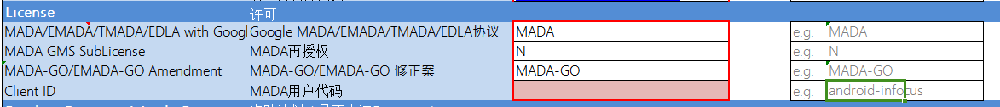 License 许可
MADA/EMADA/TMADA/EDLA with Goog Google MADA/EMADA/TMADA/EDLA协议 MADA e.g. MADA
MADA GMS SubLicense MADA再授权 N e.g. N
MADA-GO/EMADA-GO Amendment MADA-GO/EMADA-GO 修正案 MADA-GO e.g. MADA-GO
Client ID MADA用户代码 e.g. android-infocus